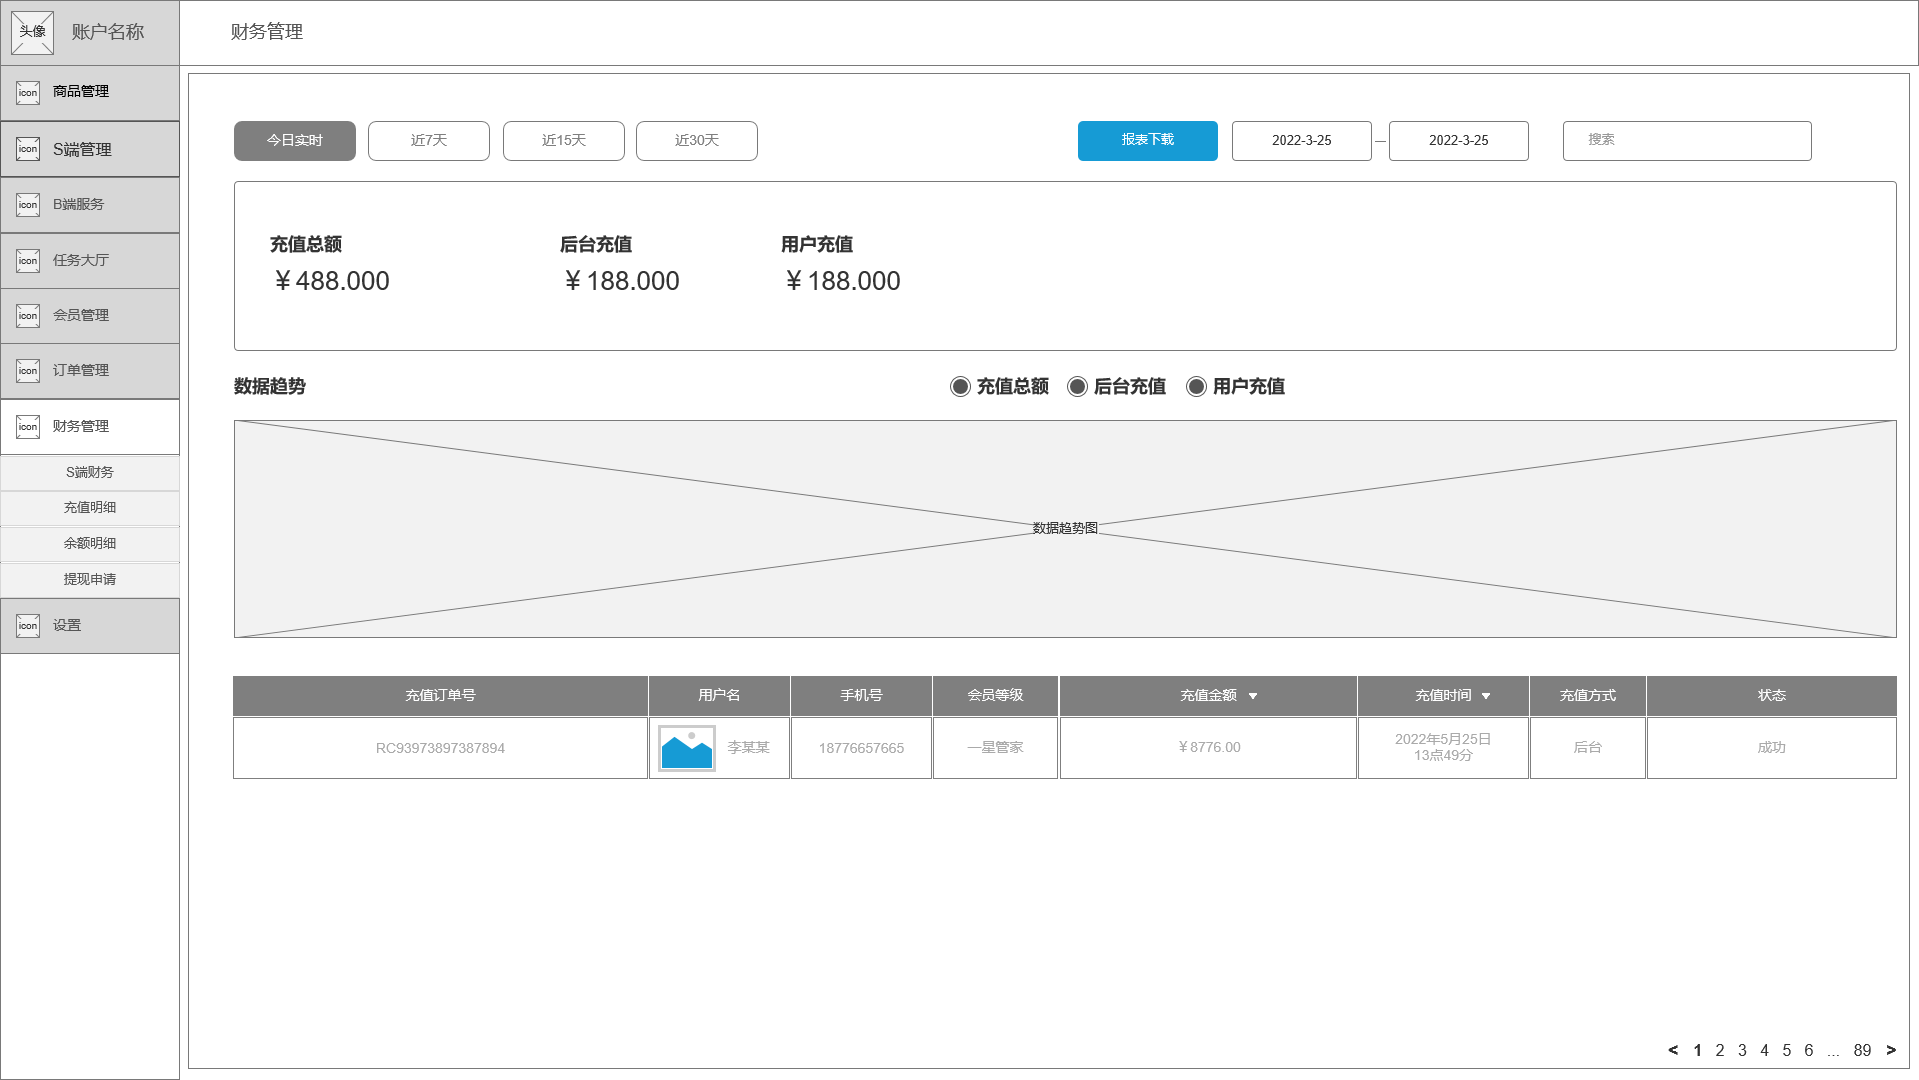 头像 账户名称
财务管理
icon 商品管理
icon S端管理
icon B端服务
icon 任务大厅
icon 会员管理
icon 订单管理
icon 财务管理
S端财务
充值明细
余额明细
提现申请
icon 设置
今日实时 近7天 近15天 近30天 报表下载 2022-3-25 — 2022-3-25 搜索
充值总额 后台充值 用户充值
￥488.000 ￥188.000 ￥188.000
数据趋势 充值总额 后台充值 用户充值
数据趋势图
充值订单号 用户名 手机号 会员等级 充值金额 充值时间 充值方式 状态
RC93973897387894 李某某 18776657665 一星管家 ￥8776.00 2022年5月25日
13点49分 后台 成功
< 1 2 3 4 5 6 ... 89 >